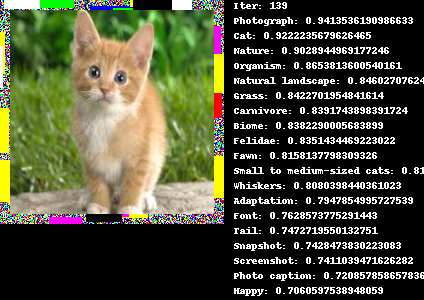 Iter: 139
Photograph: 0.9413536190986633
Cat: 0.9222235679626465
Nature: 0.9028944969177246
Organism: 0.8653813600540161
Natural landscape: 0.84602707624
Grass: 0.8422701954841614
Carnivore: 0.8391743898391724
Biome: 0.8382290005683899
Felidae: 0.8351434469223022
Fawn: 0.8158137798309326
Small to medium-sized cats: 0.81
Whiskers: 0.8080398440361023
Adaptation: 0.7947854995727539
Font: 0.7628573775291443
Tail: 0.7472719550132751
Snapshot: 0.7428473830223083
Screenshot: 0.7411039471626282
Photo caption: 0.720857858657836
Happy: 0.7060597538948059